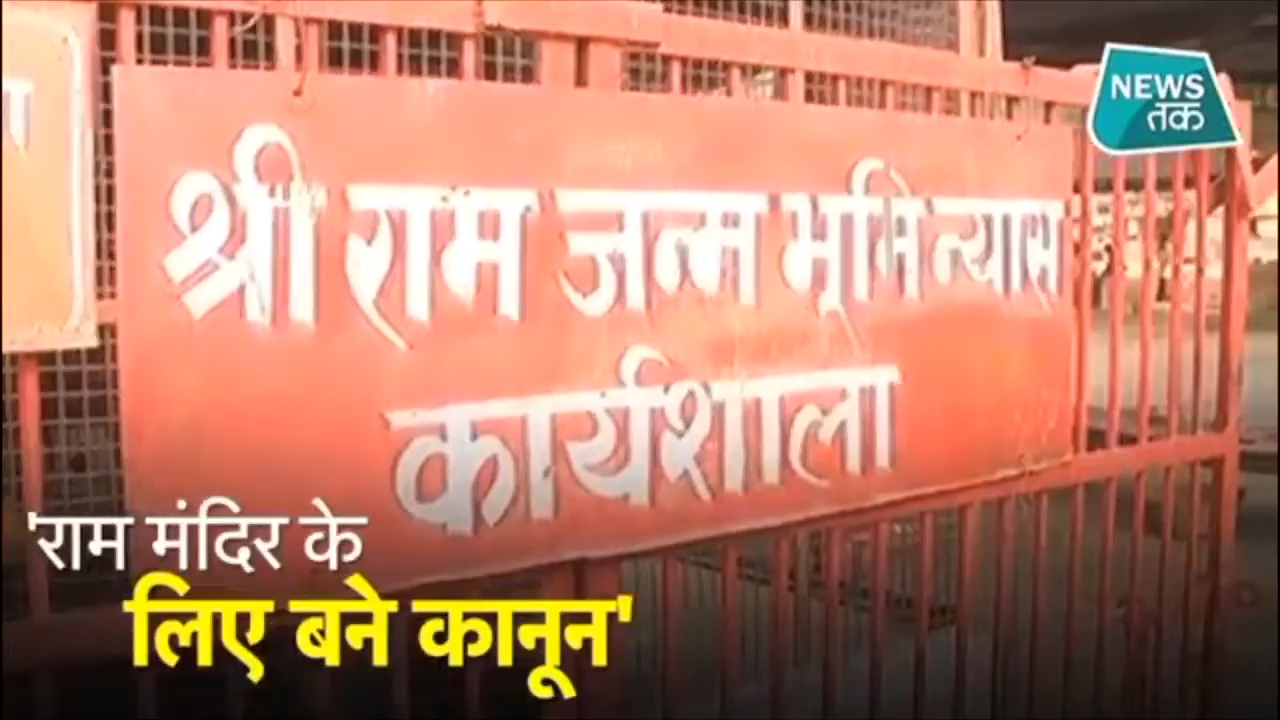 NEWS
तक
श्री राम जन्म भूमि न्यास
कार्यशाला
'राम मंदिर के
लिए बने कानून'